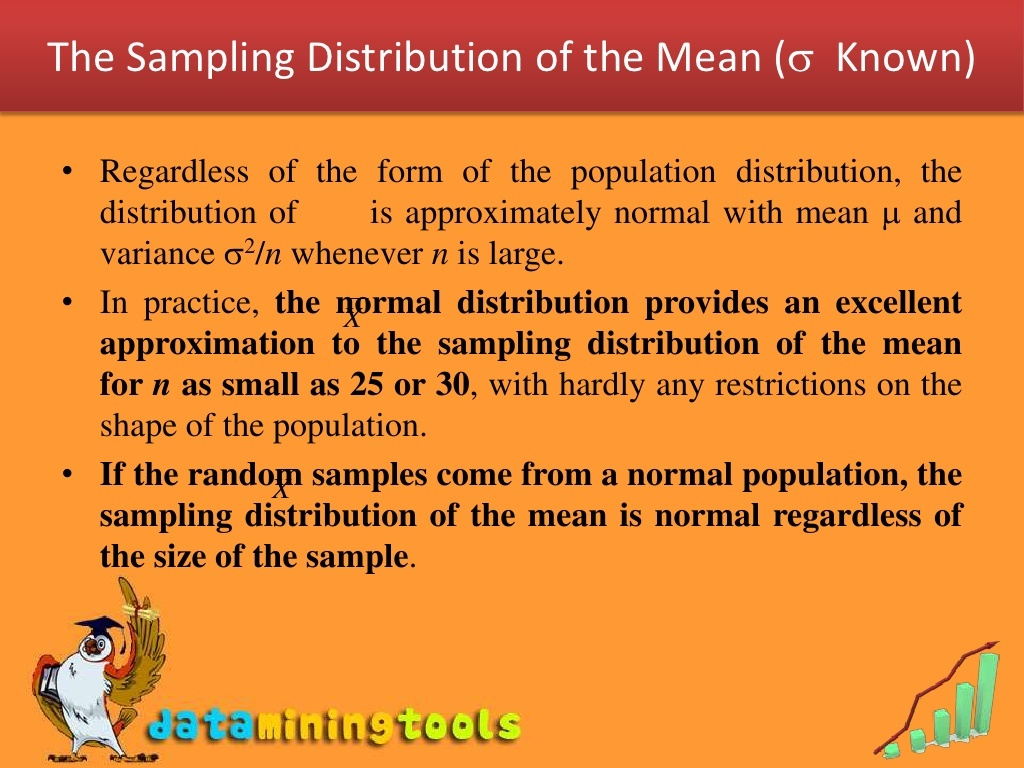 The Sampling Distribution of the Mean (σ Known)
• Regardless of the form of the population distribution, the
distribution of is approximately normal with mean μ and
variance σ²/n whenever n is large.
• In practice, the normal distribution provides an excellent
x̄
approximation to the sampling distribution of the mean
for n as small as 25 or 30, with hardly any restrictions on the
shape of the population.
• If the random samples come from a normal population, the
x̄
sampling distribution of the mean is normal regardless of
the size of the sample.
dataminingtools